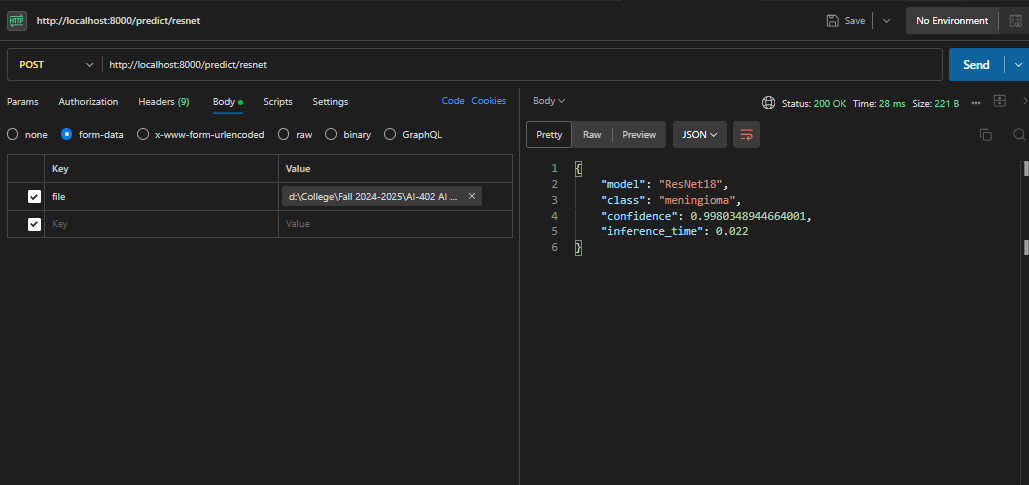 HTTP http://localhost:8000/predict/resnet Save No Environment
POST http://localhost:8000/predict/resnet Send
Params Authorization Headers (9) Body Scripts Settings Code Cookies
none form-data x-www-form-urlencoded raw binary GraphQL
Key Value
file d:\College\Fall 2024-2025\AI-402 AI ...
Key Value
Body Status: 200 OK Time: 28 ms Size: 221 B
Pretty Raw Preview JSON
1 {
2 "model": "ResNet18",
3 "class": "meningioma",
4 "confidence": 0.9980348944664001,
5 "inference_time": 0.022
6 }